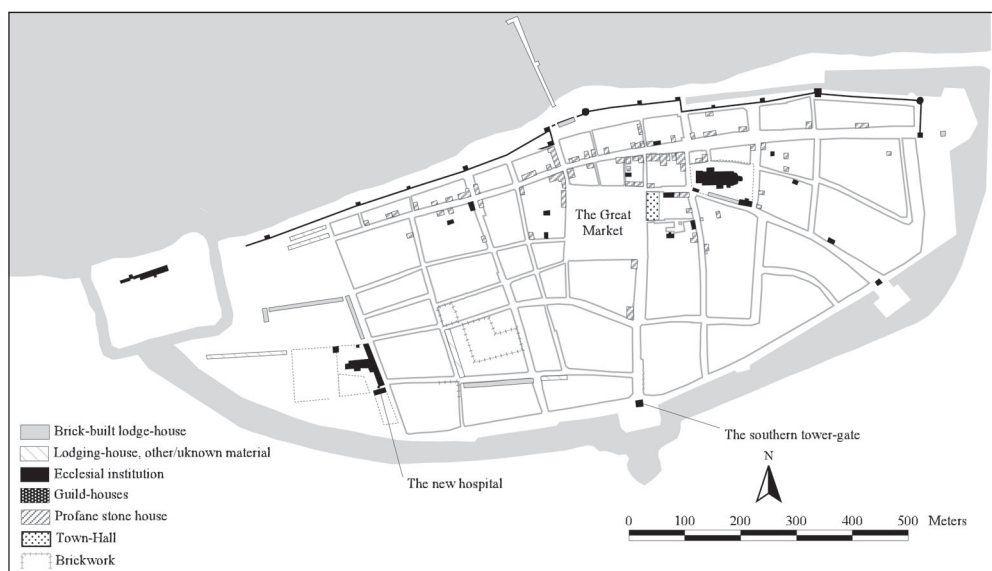 The Great
Market
Brick-built lodge-house
Lodging-house, other/uknown material
Ecclesial institution
Guild-houses
Profane stone house
Town-Hall
Brickwork
The new hospital
The southern tower-gate
N
0 100 200 300 400 500 Meters